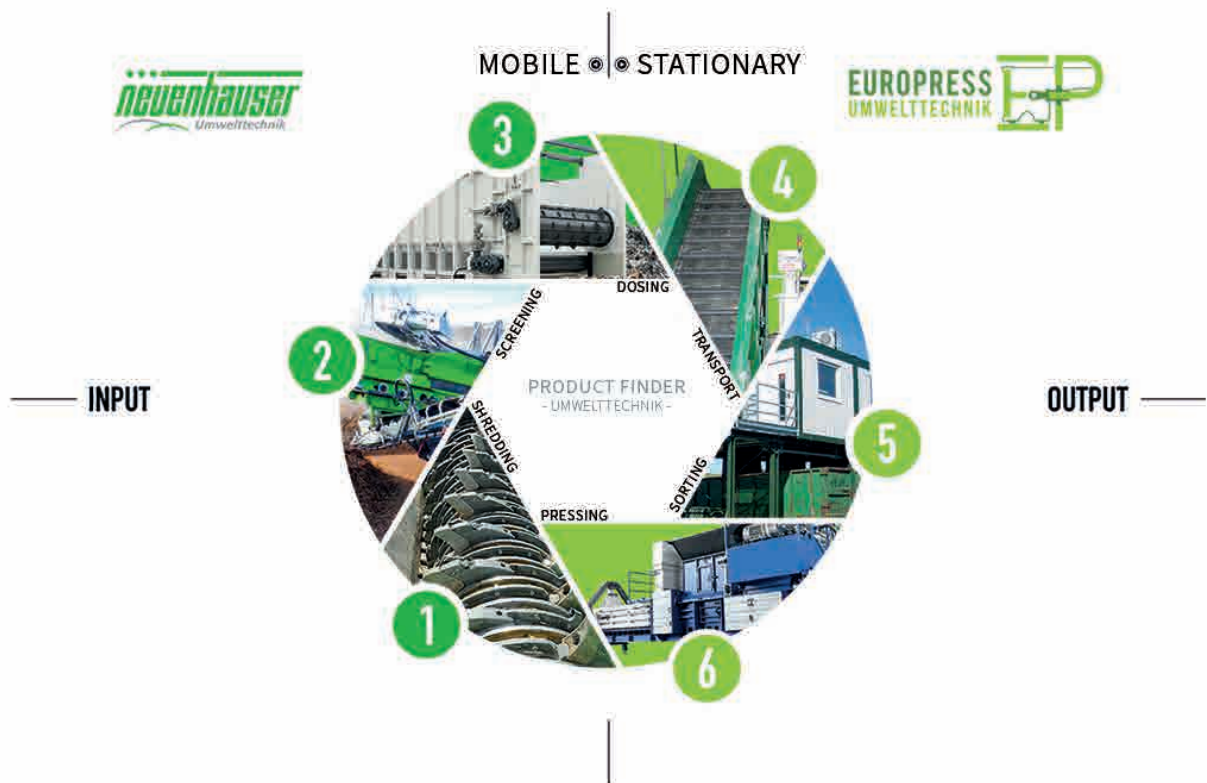 MOBILE STATIONARY
neuenhauser
Umwelttechnik
EUROPRESS
UMWELTTECHNIK
EP
3
4
DOSING
SCREENING
2
TRANSPORT
PRODUCT FINDER
- UMWELTTECHNIK -
INPUT
OUTPUT
SHREDDING
5
SORTING
PRESSING
1
6